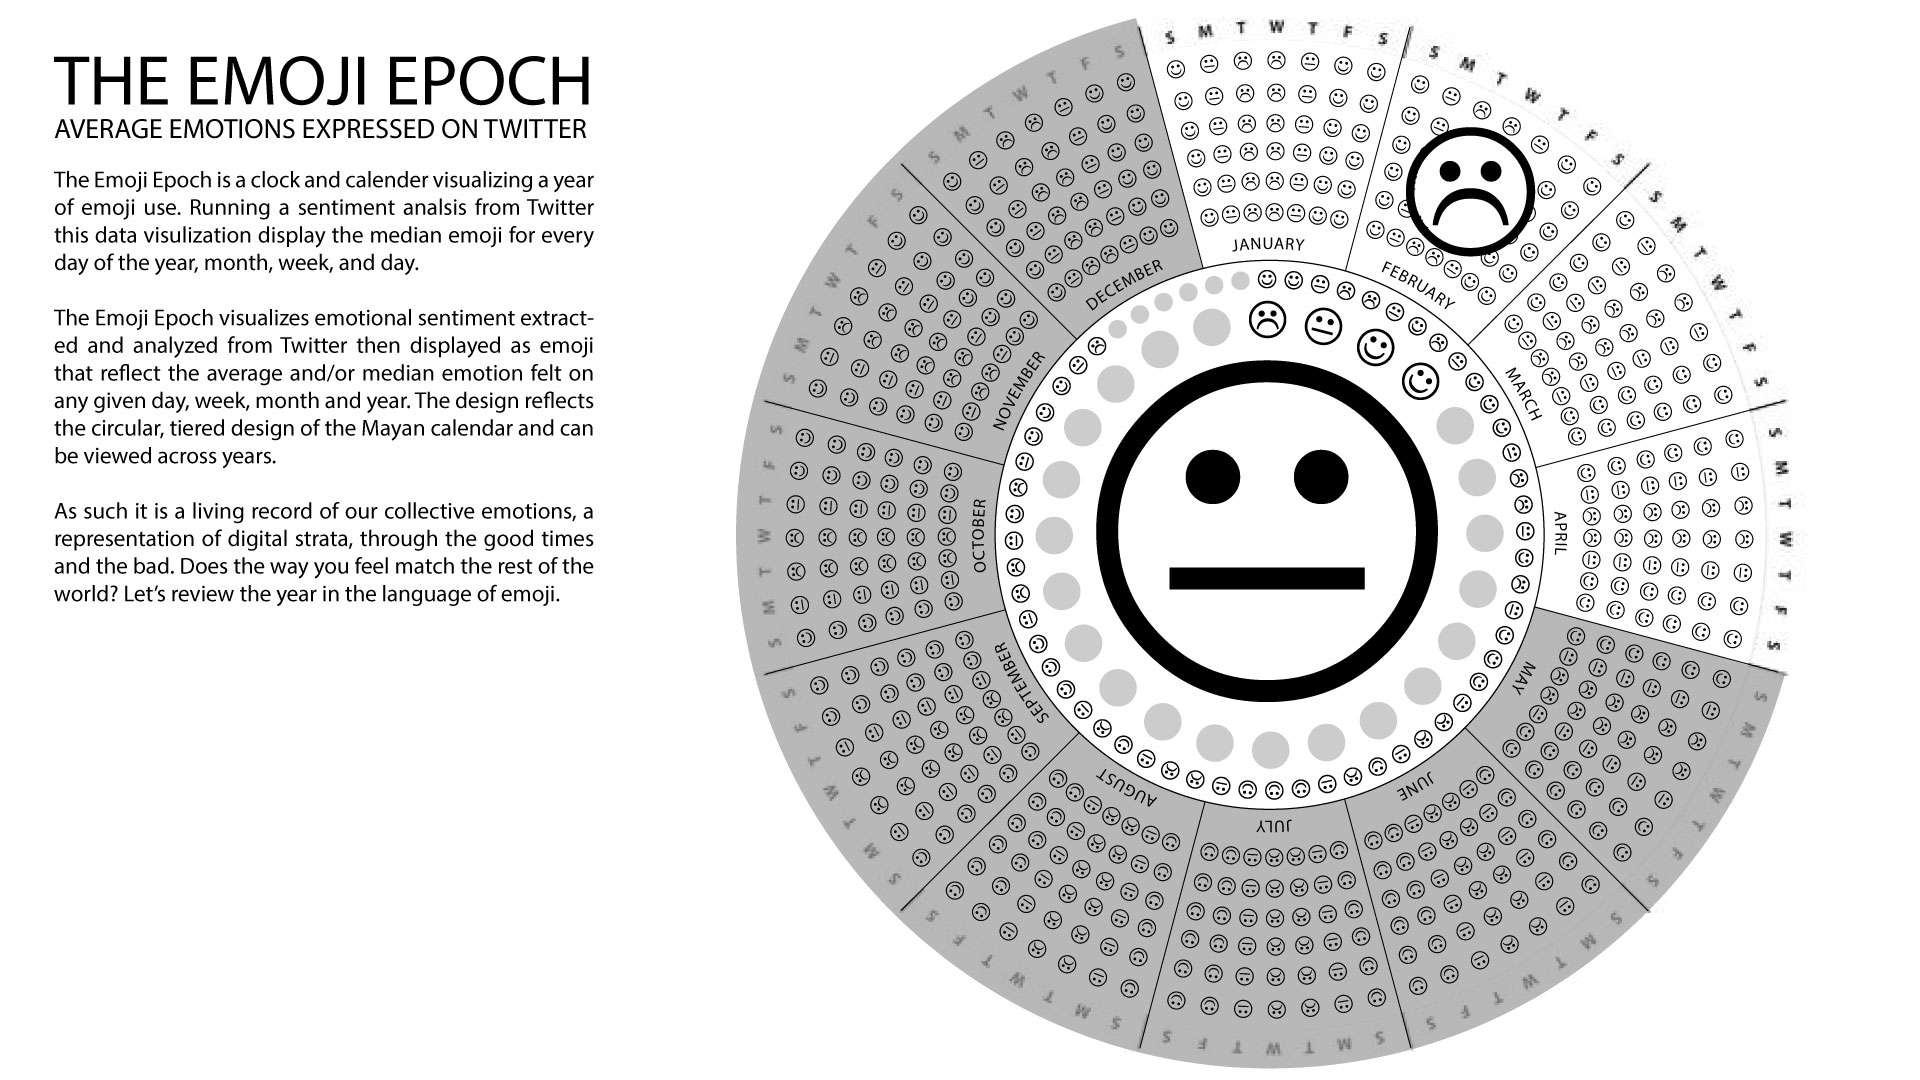 THE EMOJI EPOCH
AVERAGE EMOTIONS EXPRESSED ON TWITTER
The Emoji Epoch is a clock and calender visualizing a year
of emoji use. Running a sentiment analsis from Twitter
this data visulization display the median emoji for every
day of the year, month, week, and day.
The Emoji Epoch visualizes emotional sentiment extract-
ed and analyzed from Twitter then displayed as emoji
that reflect the average and/or median emotion felt on
any given day, week, month and year. The design reflects
the circular, tiered design of the Mayan calendar and can
be viewed across years.
As such it is a living record of our collective emotions, a
representation of digital strata, through the good times
and the bad. Does the way you feel match the rest of the
world? Let's review the year in the language of emoji.
S M T W T F S
JANUARY
S M T W T F S
FEBRUARY
S M T W T F S
MARCH
S M T W T F S
APRIL
S M T W T F S
MAY
S M T W T F S
JUNE
S M T W T F S
JULY
S M T W T F S
AUGUST
S M T W T F S
SEPTEMBER
S M T W T F S
OCTOBER
S M T W T F S
NOVEMBER
S M T W T F S
DECEMBER